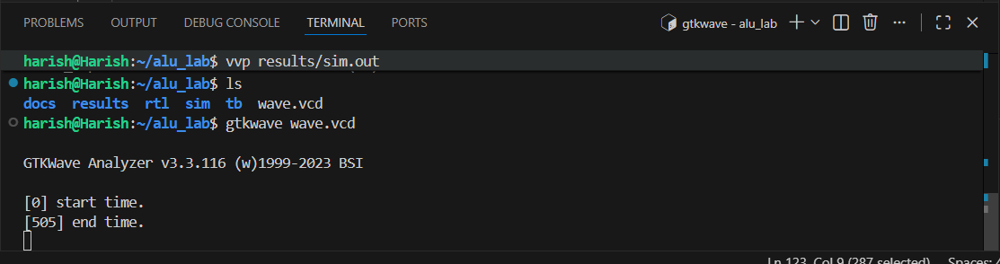 PROBLEMS OUTPUT DEBUG CONSOLE TERMINAL PORTS gtkwave - alu_lab
harish@Harish:~/alu_lab$ vvp results/sim.out
harish@Harish:~/alu_lab$ ls
docs results rtl sim tb wave.vcd
harish@Harish:~/alu_lab$ gtkwave wave.vcd
GTKWave Analyzer v3.3.116 (w)1999-2023 BSI
[0] start time.
[505] end time.
Ln 123, Col 9 (287 selected) Spaces: